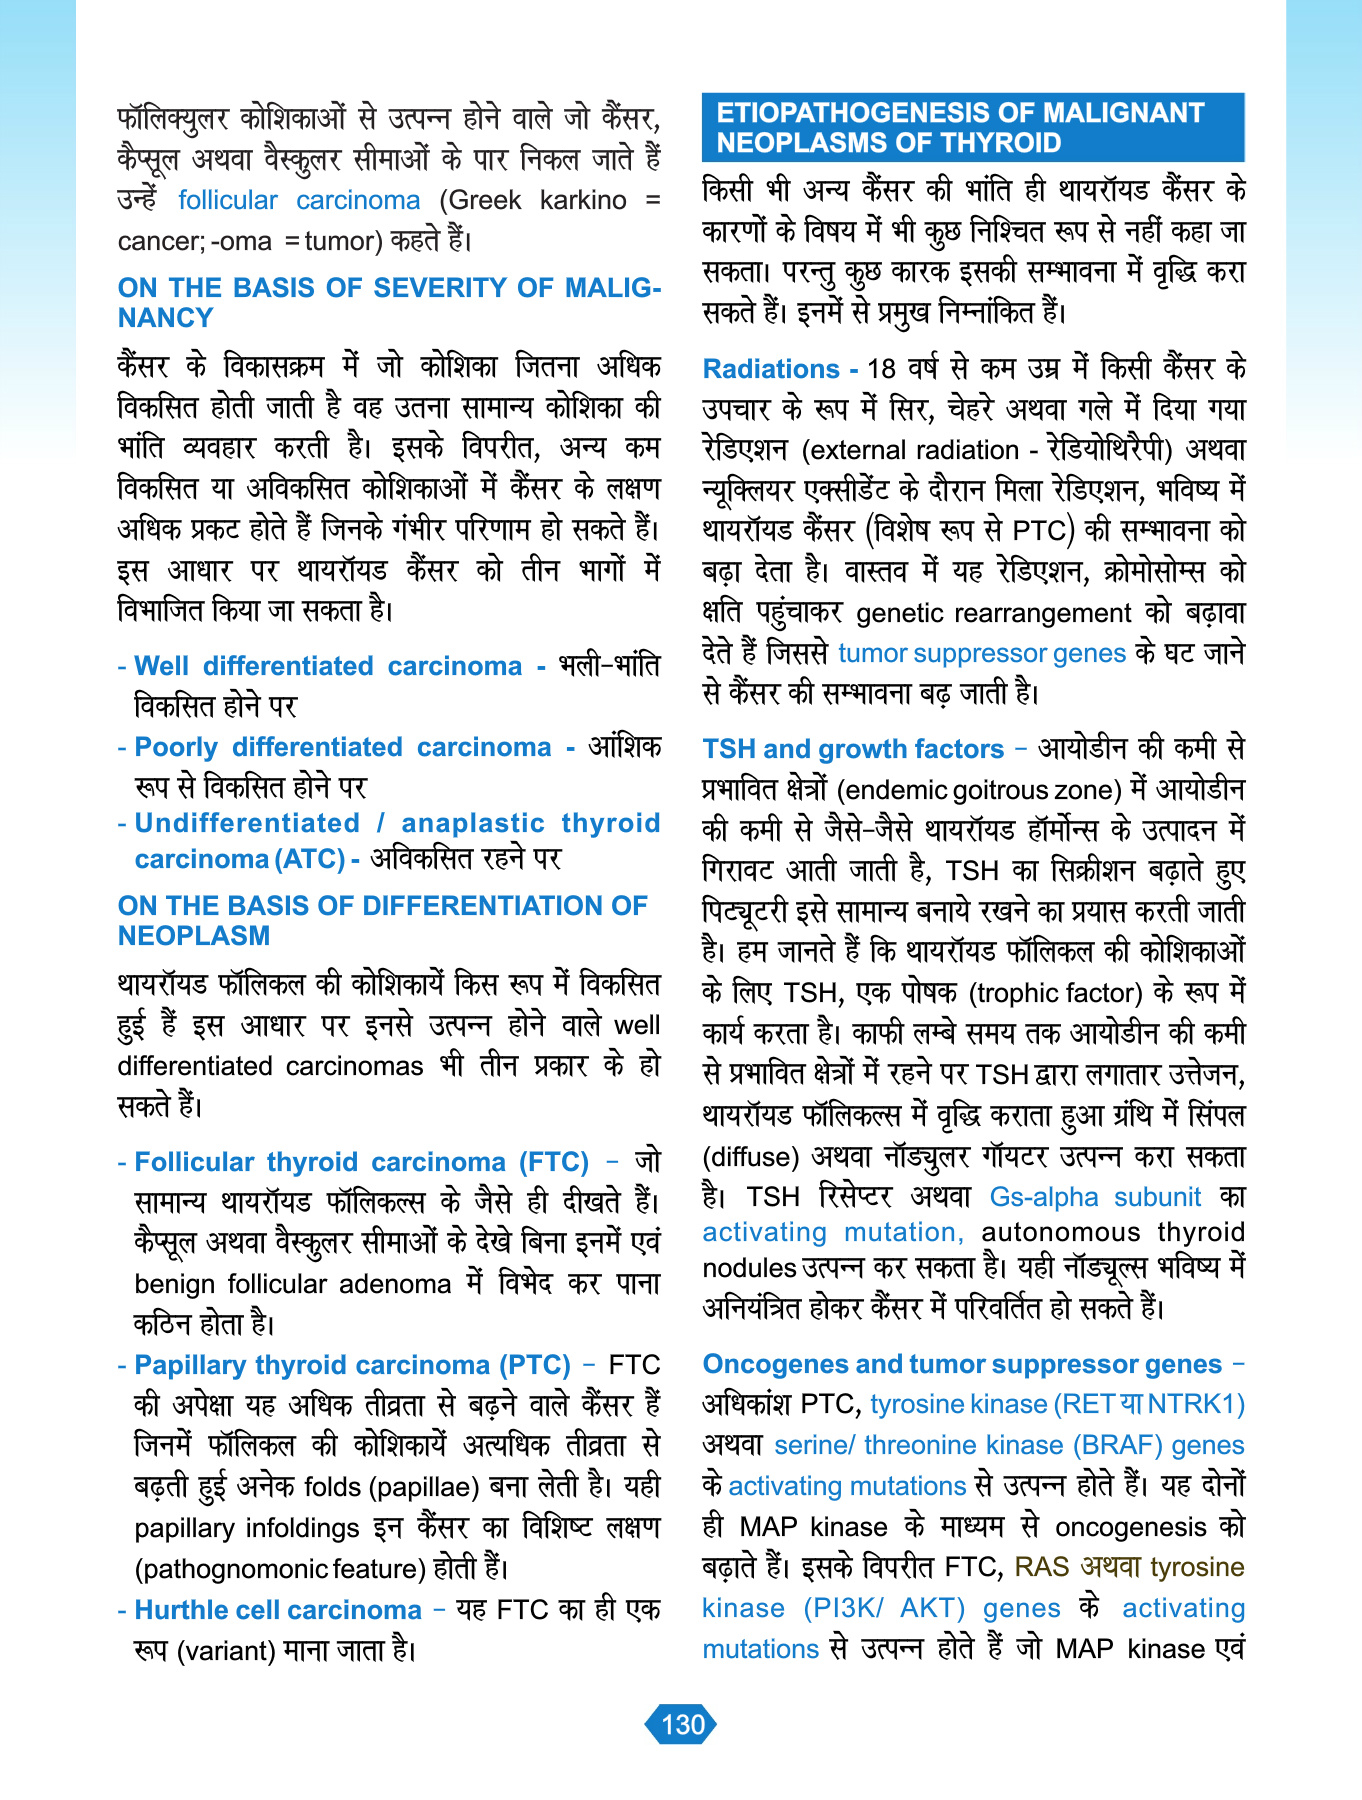 फॉलिक्युलर कोशिकाओं से उत्पन्न होने वाले जो कैंसर,
कैप्सूल अथवा वैस्कुलर सीमाओं के पार निकल जाते हैं
उन्हें follicular carcinoma (Greek karkino =
cancer; -oma = tumor) कहते हैं।
ON THE BASIS OF SEVERITY OF MALIG-
NANCY
कैंसर के विकासक्रम में जो कोशिका जितना अधिक
विकसित होती जाती है वह उतना सामान्य कोशिका की
भांति व्यवहार करती है। इसके विपरीत, अन्य कम
विकसित या अविकसित कोशिकाओं में कैंसर के लक्षण
अधिक प्रकट होते हैं जिनके गंभीर परिणाम हो सकते हैं।
इस आधार पर थायरॉयड कैंसर को तीन भागों में
विभाजित किया जा सकता है।
- Well differentiated carcinoma - भली-भांति
विकसित होने पर
- Poorly differentiated carcinoma - आंशिक
रूप से विकसित होने पर
- Undifferentiated / anaplastic thyroid
carcinoma (ATC) - अविकसित रहने पर
ON THE BASIS OF DIFFERENTIATION OF
NEOPLASM
थायरॉयड फॉलिकल की कोशिकायें किस रूप में विकसित
हुई हैं इस आधार पर इनसे उत्पन्न होने वाले well
differentiated carcinomas भी तीन प्रकार के हो
सकते हैं।
- Follicular thyroid carcinoma (FTC) – जो
सामान्य थायरॉयड फॉलिकल्स के जैसे ही दीखते हैं।
कैप्सूल अथवा वैस्कुलर सीमाओं के देखे बिना इनमें एवं
benign follicular adenoma में विभेद कर पाना
कठिन होता है।
- Papillary thyroid carcinoma (PTC) – FTC
की अपेक्षा यह अधिक तीव्रता से बढ़ने वाले कैंसर हैं
जिनमें फॉलिकल की कोशिकायें अत्यधिक तीव्रता से
बढ़ती हुई अनेक folds (papillae) बना लेती है। यही
papillary infoldings इन कैंसर का विशिष्ट लक्षण
(pathognomonic feature) होती हैं।
- Hurthle cell carcinoma – यह FTC का ही एक
रूप (variant) माना जाता है।
ETIOPATHOGENESIS OF MALIGNANT
NEOPLASMS OF THYROID
किसी भी अन्य कैंसर की भांति ही थायरॉयड कैंसर के
कारणों के विषय में भी कुछ निश्चित रूप से नहीं कहा जा
सकता। परन्तु कुछ कारक इसकी सम्भावना में वृद्धि करा
सकते हैं। इनमें से प्रमुख निम्नांकित हैं।
Radiations - 18 वर्ष से कम उम्र में किसी कैंसर के
उपचार के रूप में सिर, चेहरे अथवा गले में दिया गया
रेडिएशन (external radiation - रेडियोथिरैपी) अथवा
न्यूक्लियर एक्सीडेंट के दौरान मिला रेडिएशन, भविष्य में
थायरॉयड कैंसर (विशेष रूप से PTC) की सम्भावना को
बढ़ा देता है। वास्तव में यह रेडिएशन, क्रोमोसोम्स को
क्षति पहुंचाकर genetic rearrangement को बढ़ावा
देते हैं जिससे tumor suppressor genes के घट जाने
से कैंसर की सम्भावना बढ़ जाती है।
TSH and growth factors – आयोडीन की कमी से
प्रभावित क्षेत्रों (endemic goitrous zone) में आयोडीन
की कमी से जैसे-जैसे थायरॉयड हॉर्मोन्स के उत्पादन में
गिरावट आती जाती है, TSH का सिक्रीशन बढ़ाते हुए
पिट्यूटरी इसे सामान्य बनाये रखने का प्रयास करती जाती
है। हम जानते हैं कि थायरॉयड फॉलिकल की कोशिकाओं
के लिए TSH, एक पोषक (trophic factor) के रूप में
कार्य करता है। काफी लम्बे समय तक आयोडीन की कमी
से प्रभावित क्षेत्रों में रहने पर TSH द्वारा लगातार उत्तेजन,
थायरॉयड फॉलिकल्स में वृद्धि कराता हुआ ग्रंथि में सिंपल
(diffuse) अथवा नॉड्युलर गॉयटर उत्पन्न करा सकता
है। TSH रिसेप्टर अथवा Gs-alpha subunit का
activating mutation, autonomous thyroid
nodules उत्पन्न कर सकता है। यही नॉड्यूल्स भविष्य में
अनियंत्रित होकर कैंसर में परिवर्तित हो सकते हैं।
Oncogenes and tumor suppressor genes –
अधिकांश PTC, tyrosine kinase (RET या NTRK1)
अथवा serine/ threonine kinase (BRAF) genes
के activating mutations से उत्पन्न होते हैं। यह दोनों
ही MAP kinase के माध्यम से oncogenesis को
बढ़ाते हैं। इसके विपरीत FTC, RAS अथवा tyrosine
kinase (PI3K/ AKT) genes के activating
mutations से उत्पन्न होते हैं जो MAP kinase एवं
130